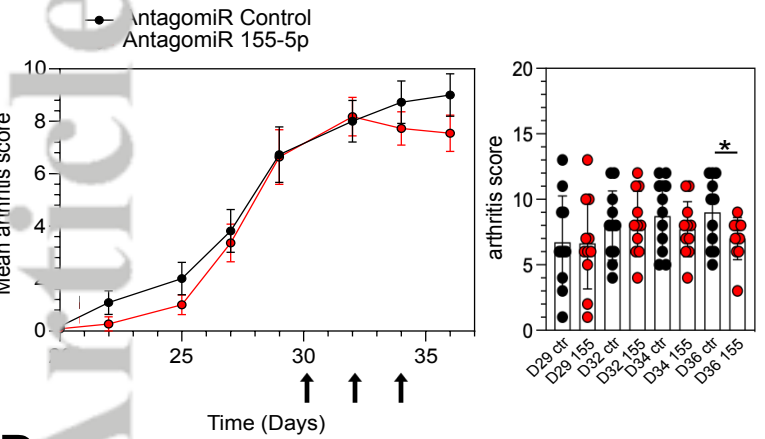 AntagomiR Control
AntagomiR 155-5p
10
8
6
4
2
0
25
30
35
Mean arthritis score
Time (Days)
20
15
10
5
0
arthritis score
*
D29 ctr
D29 155
D32 ctr
D32 155
D34 ctr
D34 155
D36 ctr
D36 155
Article